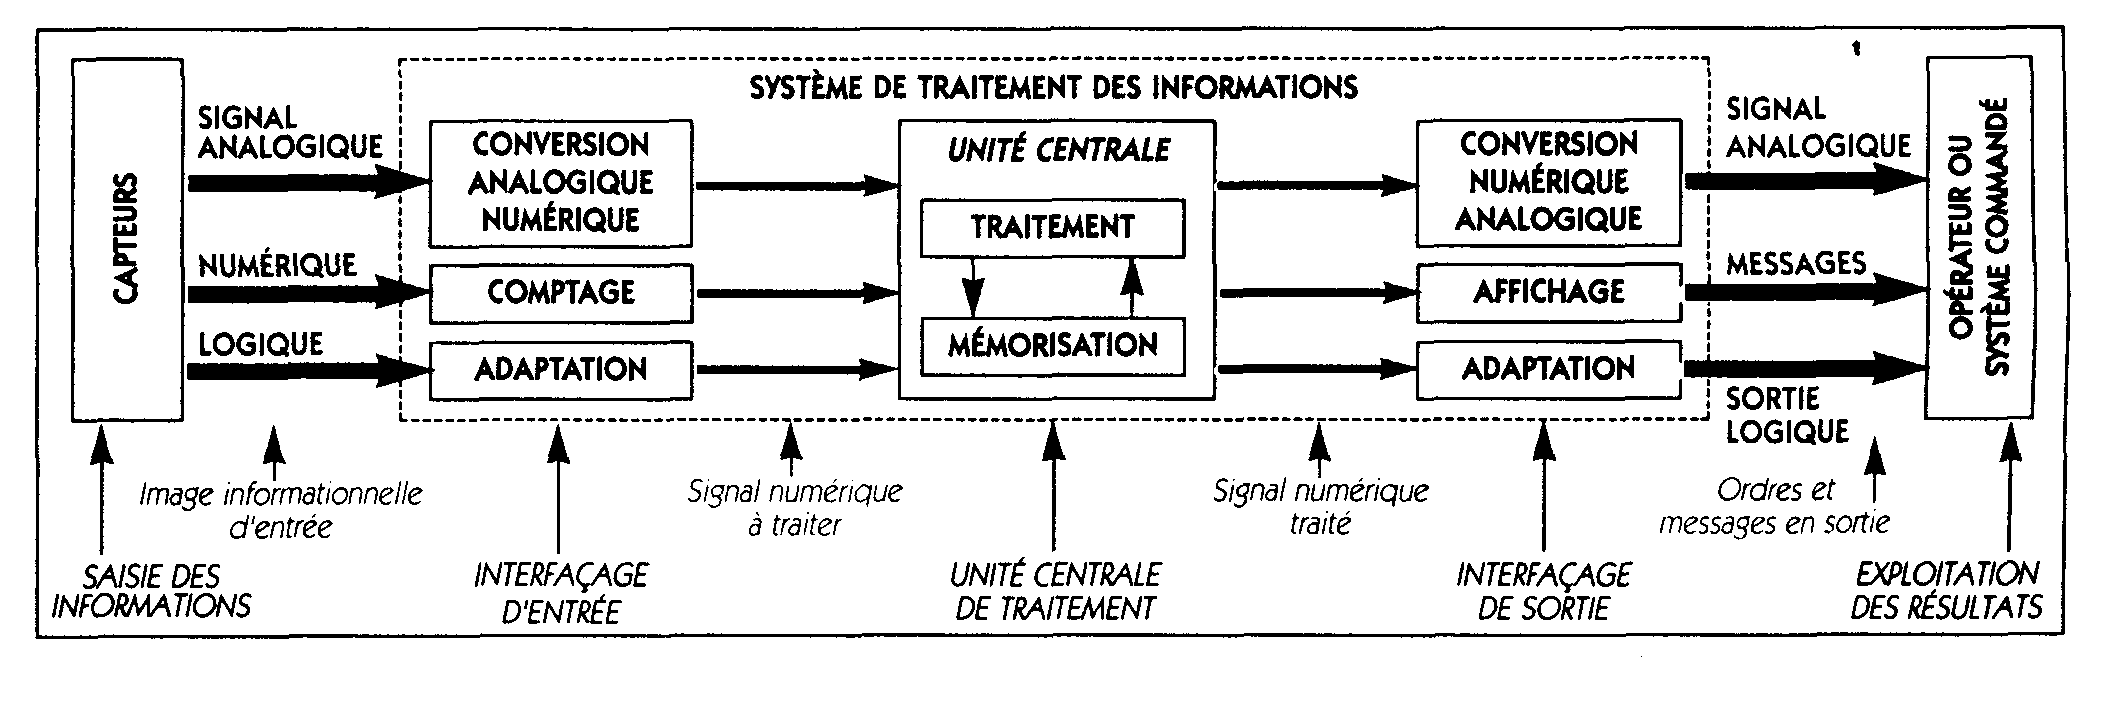 SYSTÈME DE TRAITEMENT DES INFORMATIONS
CAPTEURS
SIGNAL
ANALOGIQUE
NUMÉRIQUE
LOGIQUE
CONVERSION
ANALOGIQUE
NUMÉRIQUE
COMPTAGE
ADAPTATION
UNITÉ CENTRALE
TRAITEMENT
MÉMORISATION
CONVERSION
NUMÉRIQUE
ANALOGIQUE
AFFICHAGE
ADAPTATION
SIGNAL
ANALOGIQUE
MESSAGES
SORTIE
LOGIQUE
OPÉRATEUR OU
SYSTÈME COMMANDÉ
Image informationnelle
d'entrée
Signal numérique
à traiter
Signal numérique
traité
Ordres et
messages en sortie
SAISIE DES
INFORMATIONS
INTERFAÇAGE
D'ENTRÉE
UNITÉ CENTRALE
DE TRAITEMENT
INTERFAÇAGE
DE SORTIE
EXPLOITATION
DES RÉSULTATS